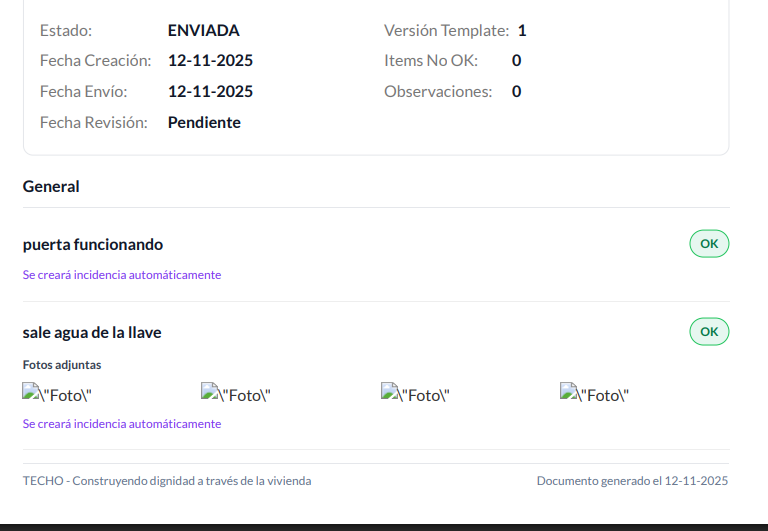 Estado: ENVIADA Versión Template: 1
Fecha Creación: 12-11-2025 Items No OK: 0
Fecha Envío: 12-11-2025 Observaciones: 0
Fecha Revisión: Pendiente
General
puerta funcionando OK
Se creará incidencia automáticamente
sale agua de la llave OK
Fotos adjuntas
\"Foto\" \"Foto\" \"Foto\" \"Foto\"
Se creará incidencia automáticamente
TECHO - Construyendo dignidad a través de la vivienda Documento generado el 12-11-2025